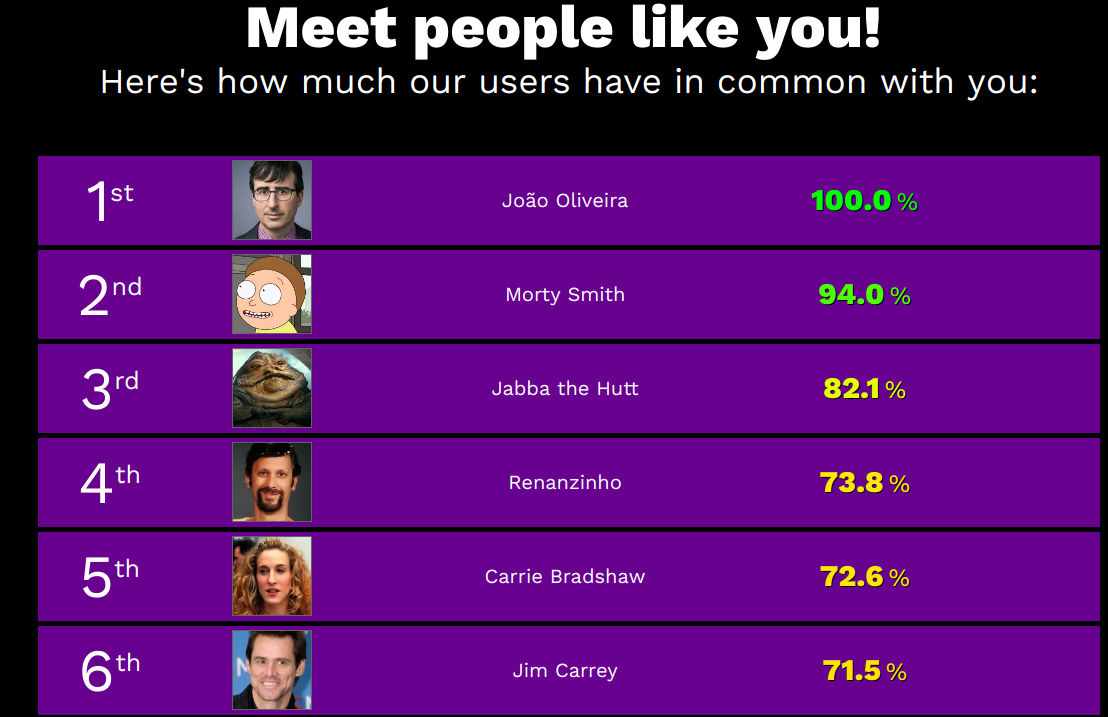 Meet people like you!
Here's how much our users have in common with you:
1st João Oliveira 100.0 %
2nd Morty Smith 94.0 %
3rd Jabba the Hutt 82.1 %
4th Renanzinho 73.8 %
5th Carrie Bradshaw 72.6 %
6th Jim Carrey 71.5 %